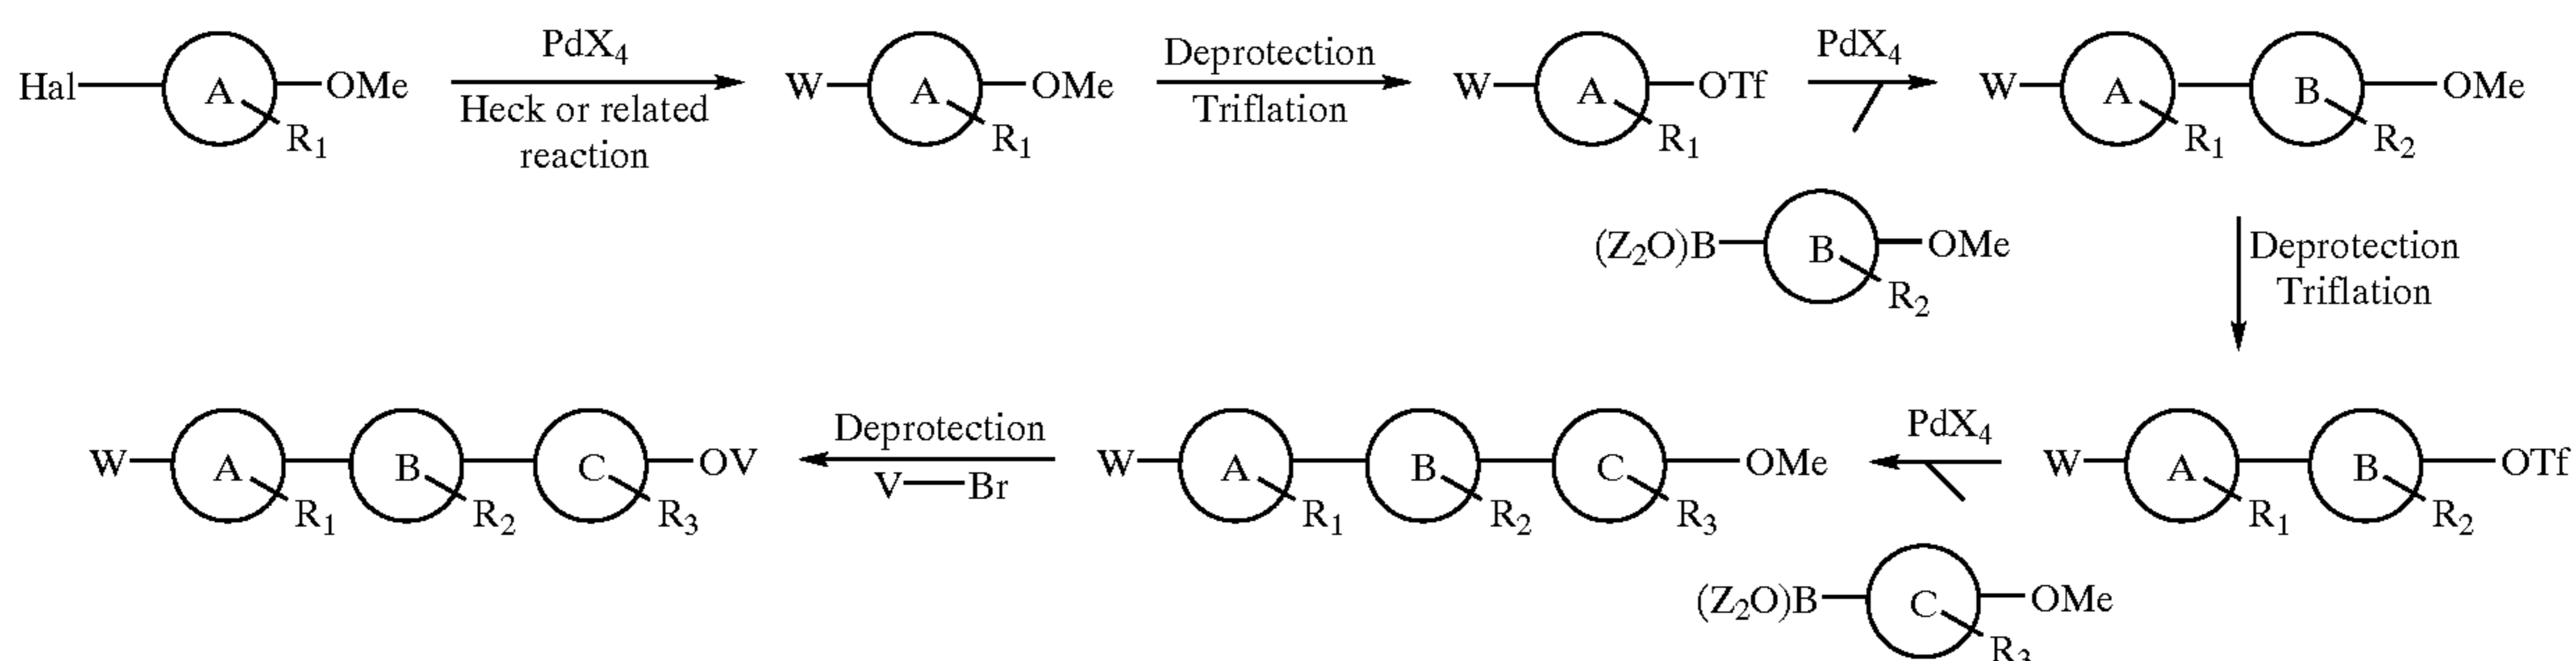 Hal A OMe R₁
PdX₄
Heck or related
reaction
W A OMe R₁
Deprotection
Triflation
W A OTf R₁
PdX₄
(Z₂O)B B OMe R₂
W A B OMe R₁ R₂
Deprotection
Triflation
W A B OTf R₁ R₂
PdX₄
(Z₂O)B C OMe R₃
W A B C OMe R₁ R₂ R₃
Deprotection
V Br
W A B C OV R₁ R₂ R₃